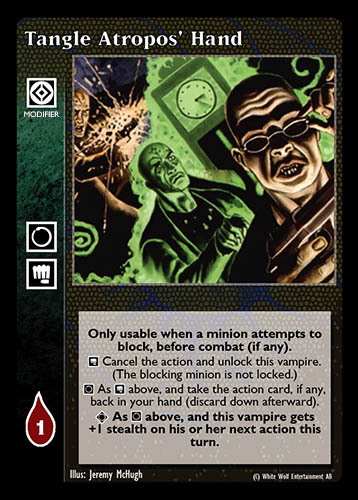 Tangle Atropos' Hand
MODIFIER
Only usable when a minion attempts to
block, before combat (if any).
Cancel the action and unlock this vampire.
(The blocking minion is not locked.)
As above, and take the action card, if any,
back in your hand (discard down afterward).
As above, and this vampire gets
+1 stealth on his or her next action this
turn.
1
Illus: Jeremy McHugh
(C) White Wolf Entertainment AB